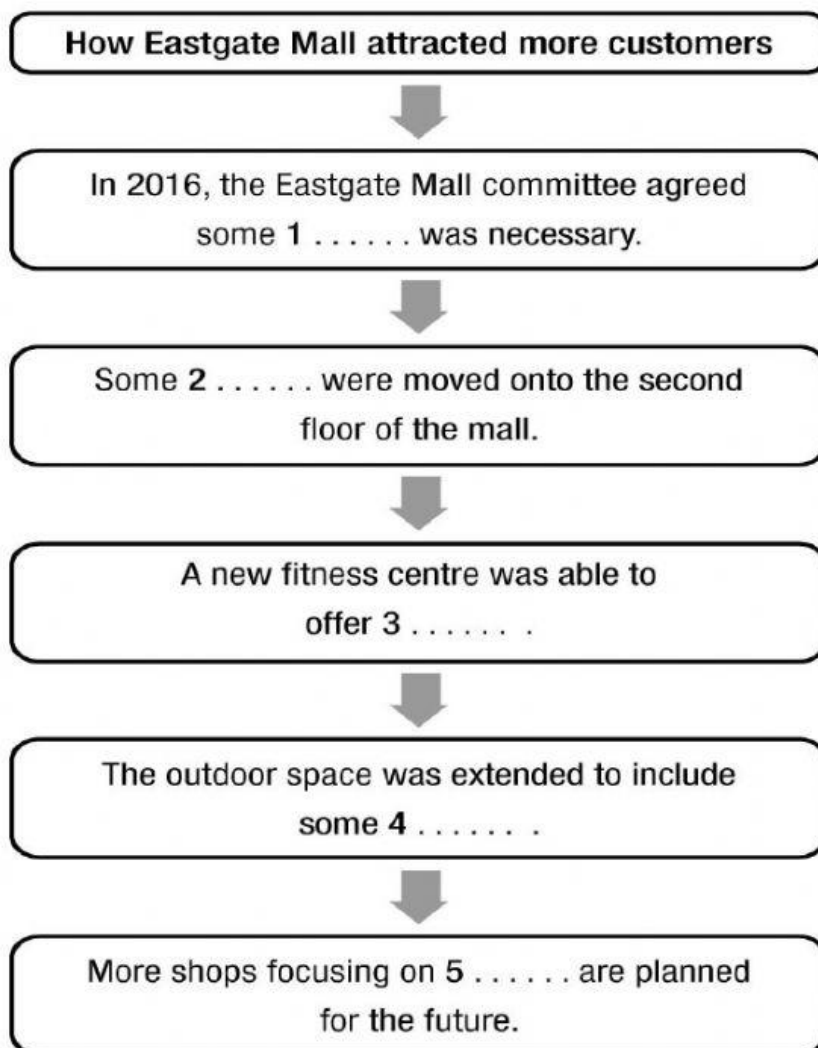 How Eastgate Mall attracted more customers
In 2016, the Eastgate Mall committee agreed
some 1 . . . . . . was necessary.
Some 2 . . . . . . were moved onto the second
floor of the mall.
A new fitness centre was able to
offer 3 . . . . . . .
The outdoor space was extended to include
some 4 . . . . . . .
More shops focusing on 5 . . . . . . are planned
for the future.